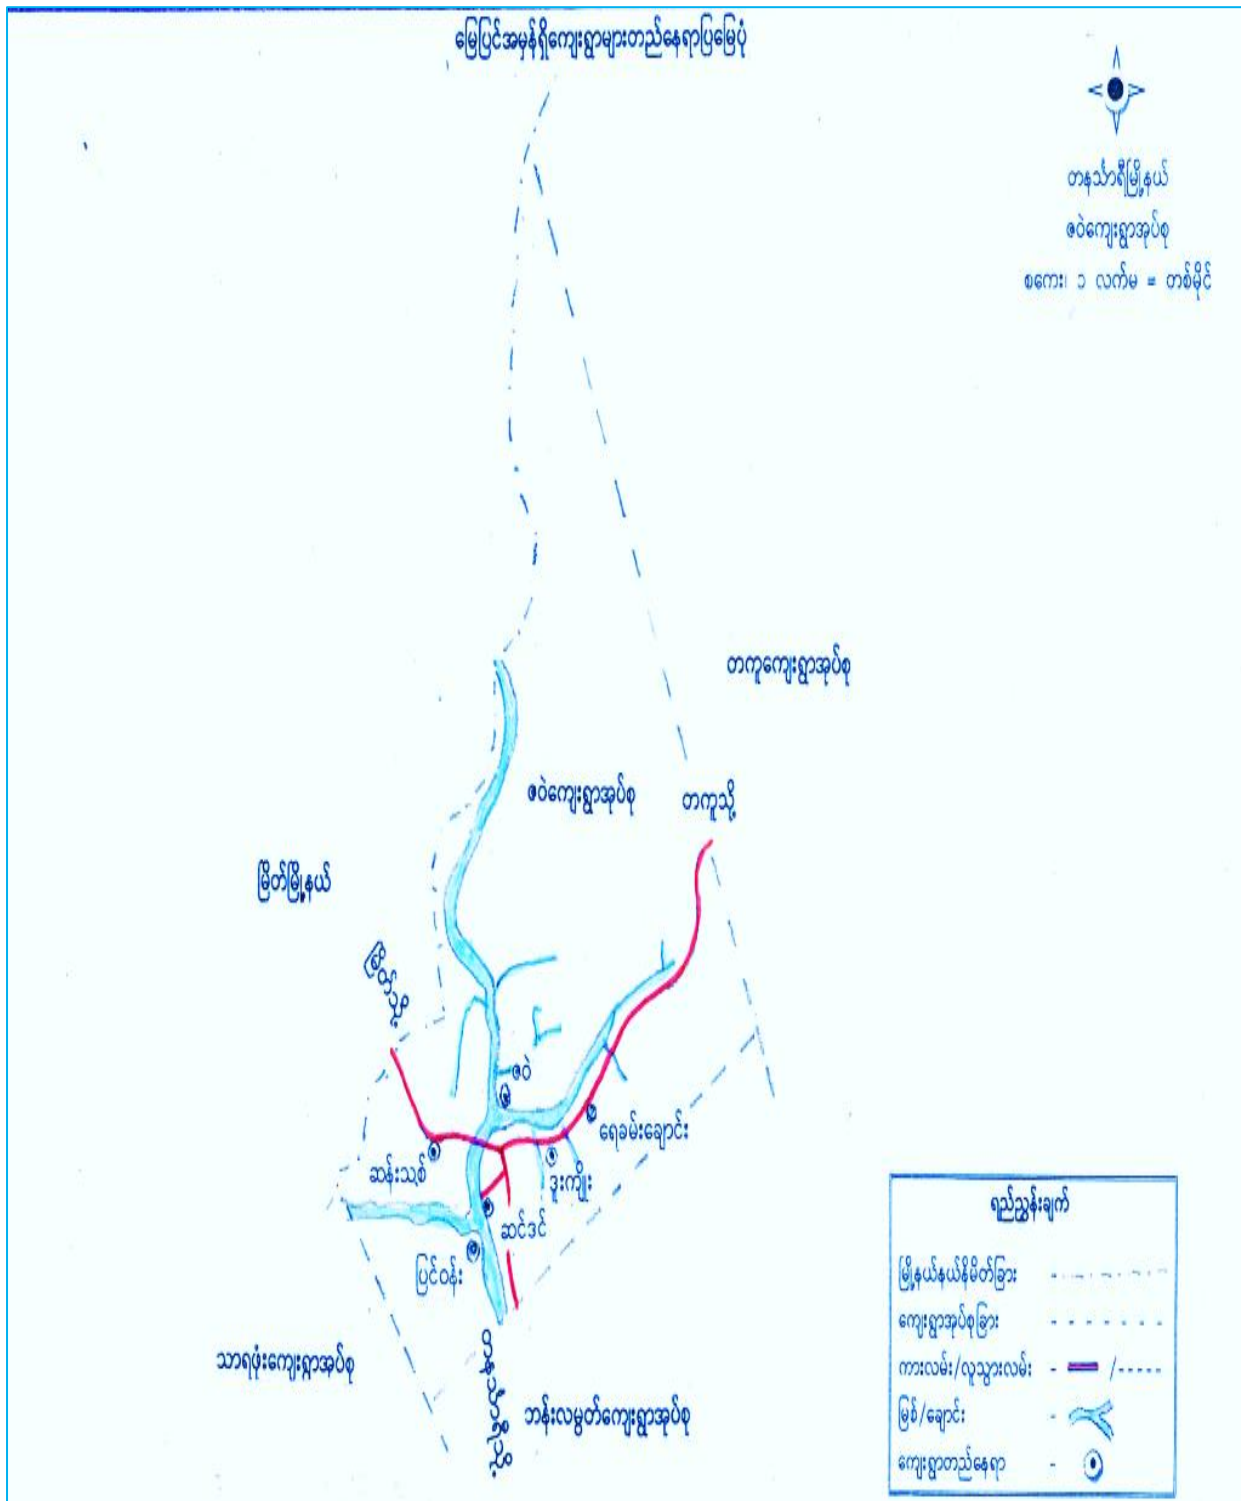 မြေပြင်အမှန်ရှိကျေးရွာများတည်နေရာပြမြေပုံ
တနင်္သာရီမြို့နယ်
ဇဝဲကျေးရွာအုပ်စု
စကေး၊ ၁ လက်မ = တစ်မိုင်
တကူကျေးရွာအုပ်စု
ဇဝဲကျေးရွာအုပ်စု
တကူသို့
မြိတ်မြို့နယ်
မြိတ်သို့
ဇဝဲ
ရေခမ်းချောင်း
ဆန်းသစ်
ဒူးကျိုး
ဆင်ဒင်
ပြင်ဝန်း
သာရဖုံးကျေးရွာအုပ်စု
ဘန်းလမွတ်ကျေးရွာအုပ်စု
ရည်ညွှန်းချက်
မြို့နယ်နယ်နိမိတ်ခြား -
ကျေးရွာအုပ်စုခြား -
ကားလမ်း/လူသွားလမ်း - /
မြစ်/ချောင်း -
ကျေးရွာတည်နေရာ -